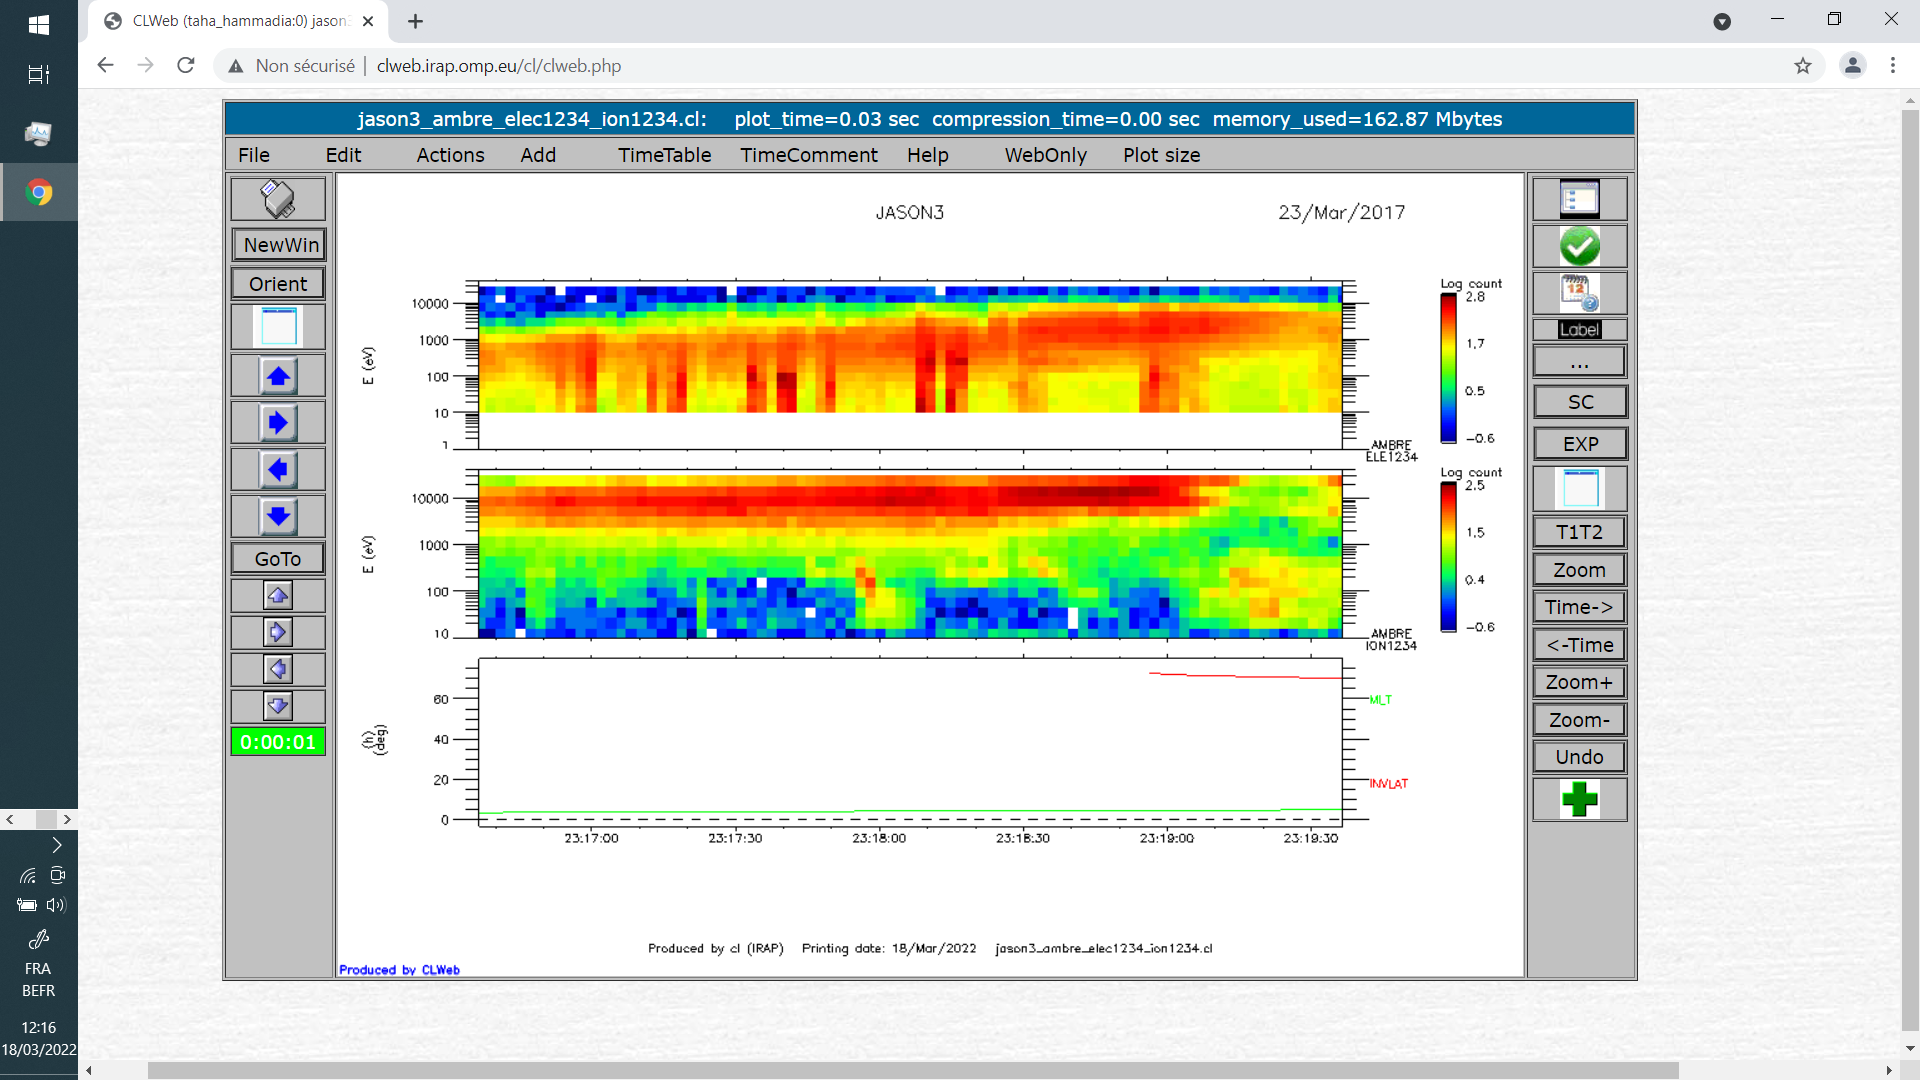 CLWeb (taha_hammadia:0) jason3
Non sécurisé | clweb.irap.omp.eu/cl/clweb.php
jason3_ambre_elec1234_ion1234.cl: plot_time=0.03 sec compression_time=0.00 sec memory_used=162.87 Mbytes
File Edit Actions Add TimeTable TimeComment Help WebOnly Plot size
NewWin
Orient
GoTo
0:00:01
JASON3 23/Mar/2017
10000
1000
100
10
1
E (eV)
Log count
2.8
1.7
0.5
-0.6
AMBRE
ELE1234
10000
1000
100
10
E (eV)
Log count
2.5
1.5
0.4
-0.6
AMBRE
ION1234
60
40
20
0
(h)
(deg)
MLT
INVLAT
23:17:00 23:17:30 23:18:00 23:18:30 23:19:00 23:19:30
Produced by cl (IRAP) Printing date: 18/Mar/2022 jason3_ambre_elec1234_ion1234.cl
Produced by CLWeb
12
Label
...
SC
EXP
T1T2
Zoom
Time->
<-Time
Zoom+
Zoom-
Undo
FRA
BEFR
12:16
18/03/2022